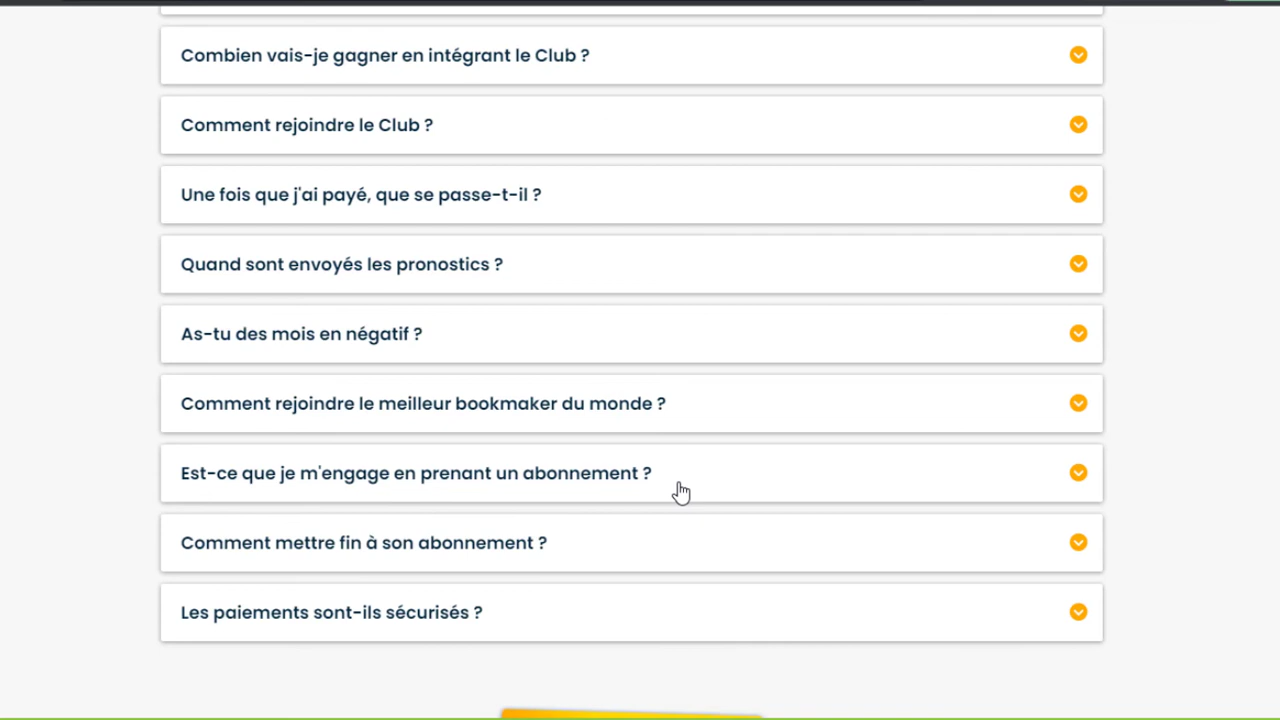 Combien vais-je gagner en intégrant le Club ?
Comment rejoindre le Club ?
Une fois que j'ai payé, que se passe-t-il ?
Quand sont envoyés les pronostics ?
As-tu des mois en négatif ?
Comment rejoindre le meilleur bookmaker du monde ?
Est-ce que je m'engage en prenant un abonnement ?
Comment mettre fin à son abonnement ?
Les paiements sont-ils sécurisés ?